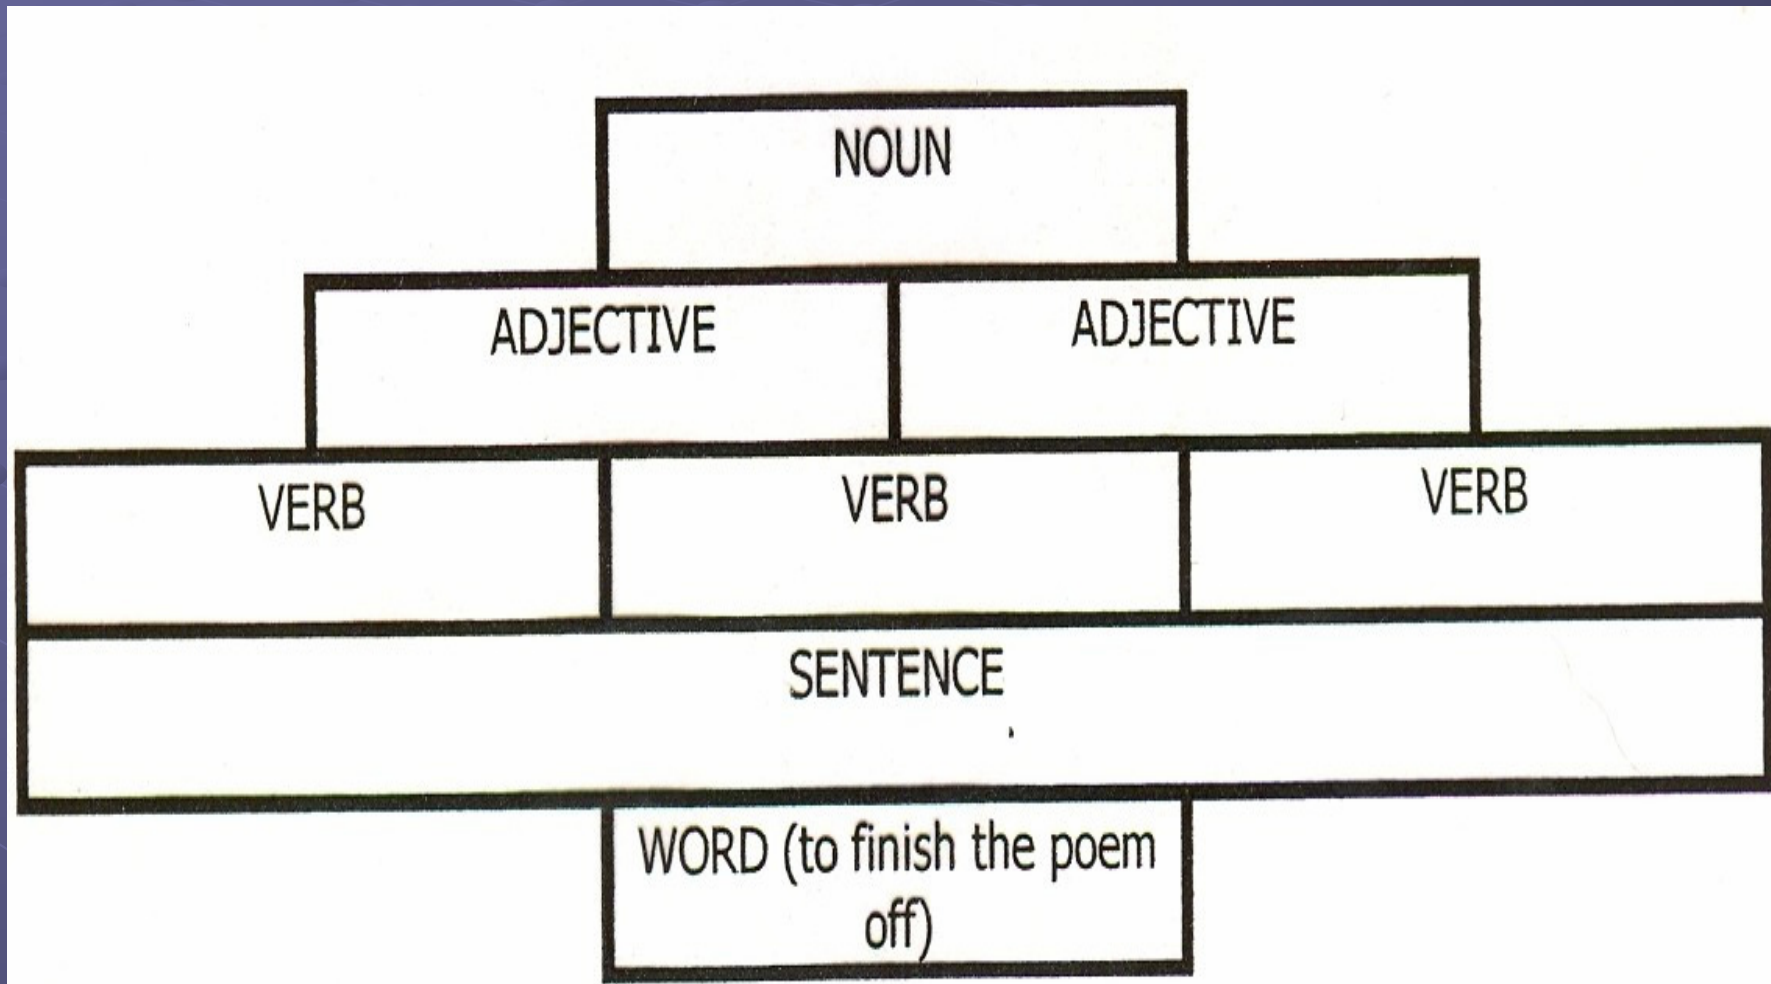 NOUN
ADJECTIVE ADJECTIVE
VERB VERB VERB
SENTENCE
WORD (to finish the poem
off)